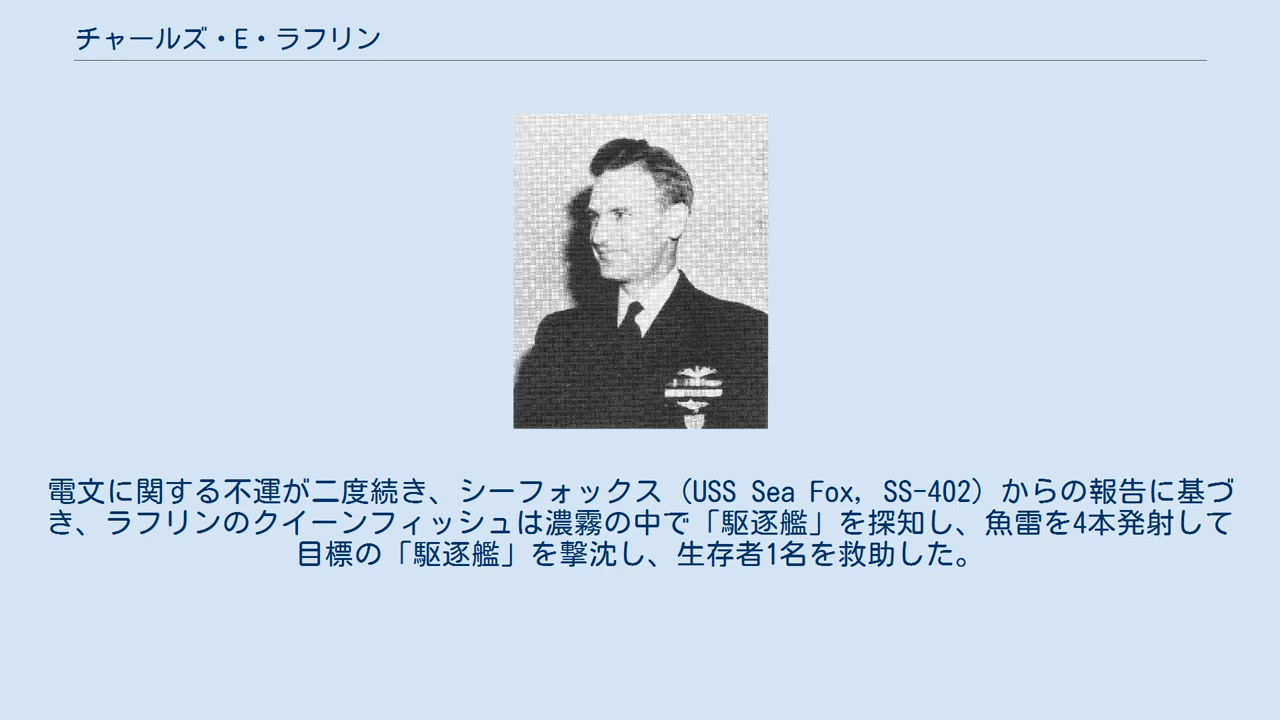 チャールズ・E・ラフリン
電文に関する不運が二度続き、シーフォックス（USS Sea Fox, SS-402）からの報告に基づ
き、ラフリンのクイーンフィッシュは濃霧の中で「駆逐艦」を探知し、魚雷を4本発射して
目標の「駆逐艦」を撃沈し、生存者1名を救助した。